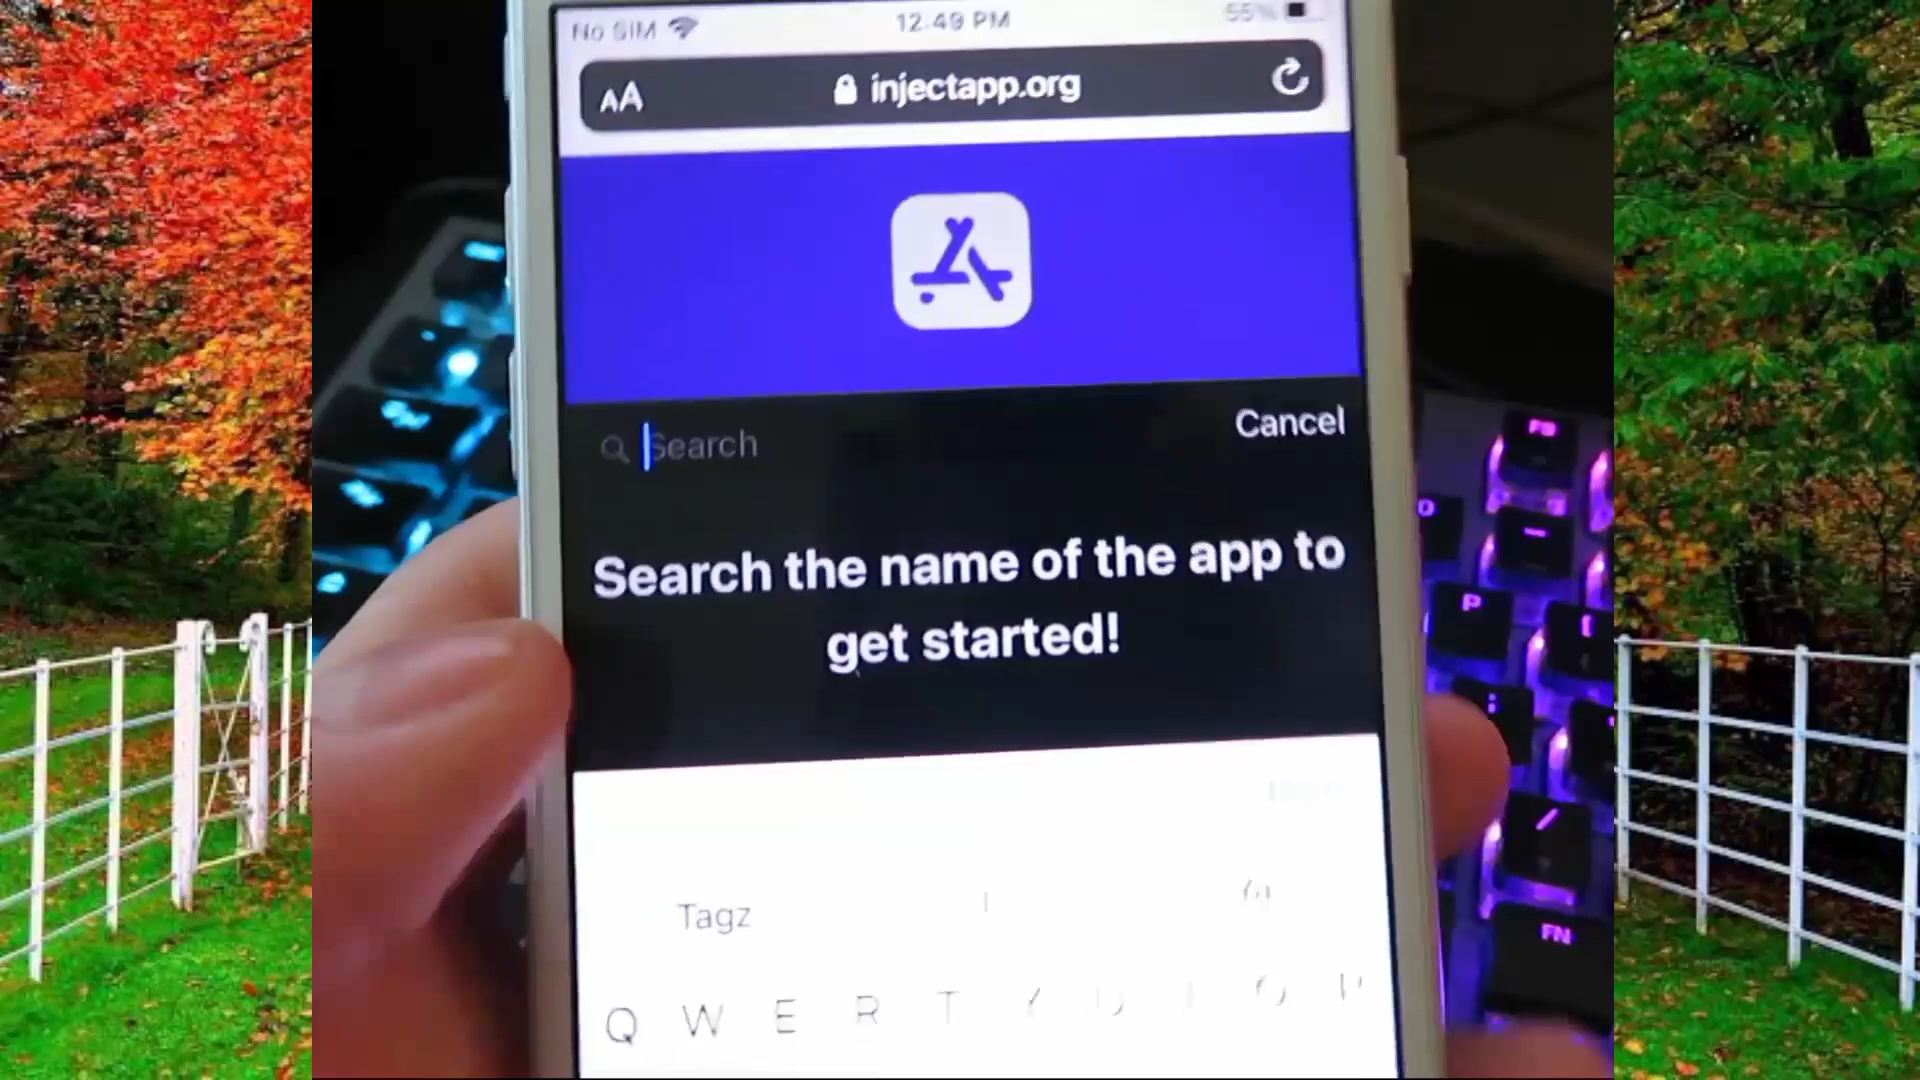 No SIM 12:49 PM 55%
AA injectapp.org
Search Cancel
Search the name of the app to
get started!
Tagz
Q W E R T Y U I O P
P
FN